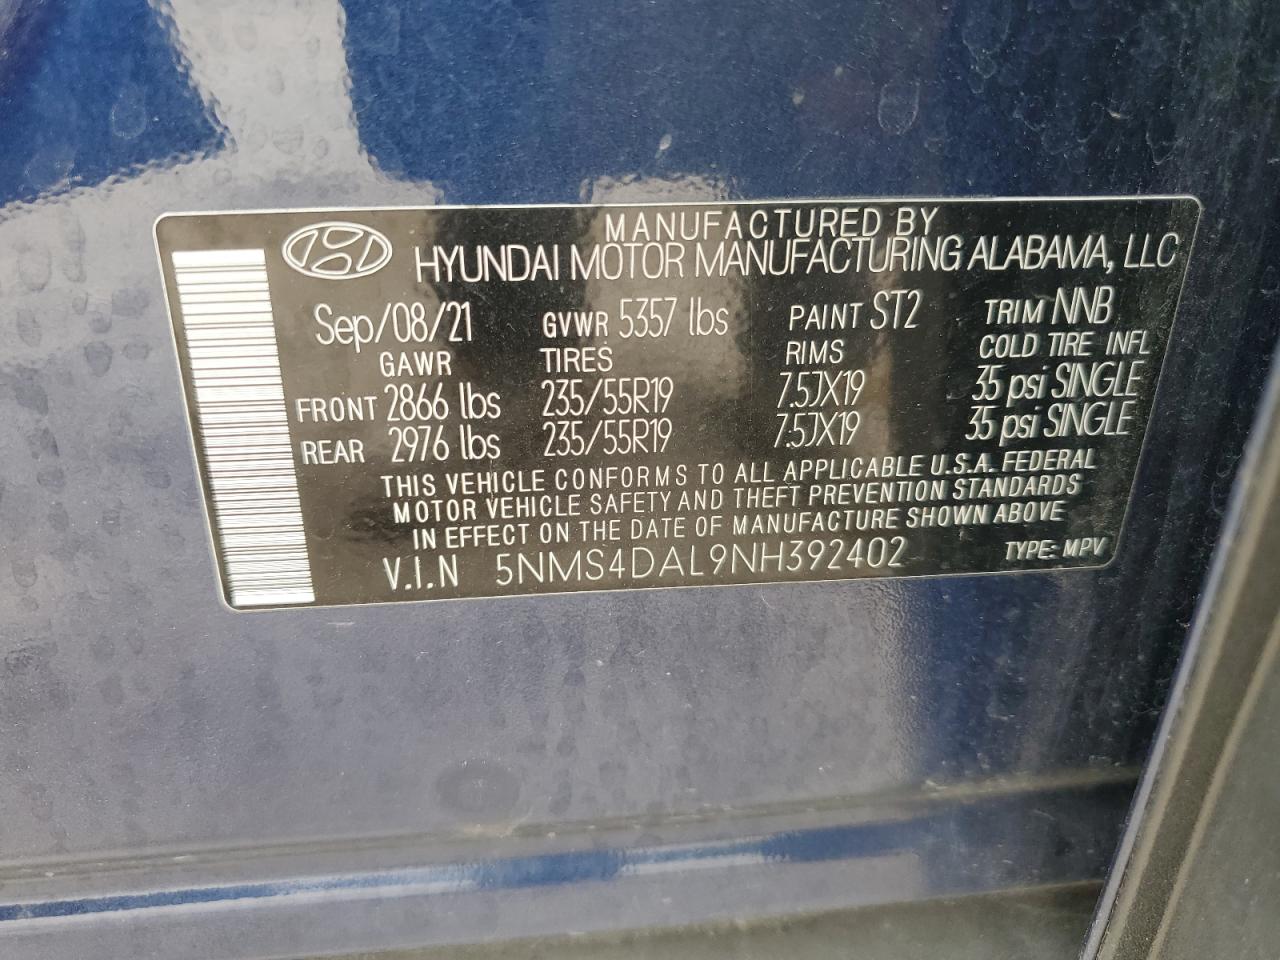 MANUFACTURED BY
HYUNDAI MOTOR MANUFACTURING ALABAMA, LLC
Sep/08/21 GVWR 5357 lbs PAINT ST2 TRIM NNB
GAWR TIRES RIMS COLD TIRE INFL
FRONT 2866 lbs 235/55R19 7.5JX19 35 psi SINGLE
REAR 2976 lbs 235/55R19 7.5JX19 35 psi SINGLE
THIS VEHICLE CONFORMS TO ALL APPLICABLE U.S.A. FEDERAL
MOTOR VEHICLE SAFETY AND THEFT PREVENTION STANDARDS
IN EFFECT ON THE DATE OF MANUFACTURE SHOWN ABOVE
V.I.N 5NMS4DAL9NH392402 TYPE: MPV